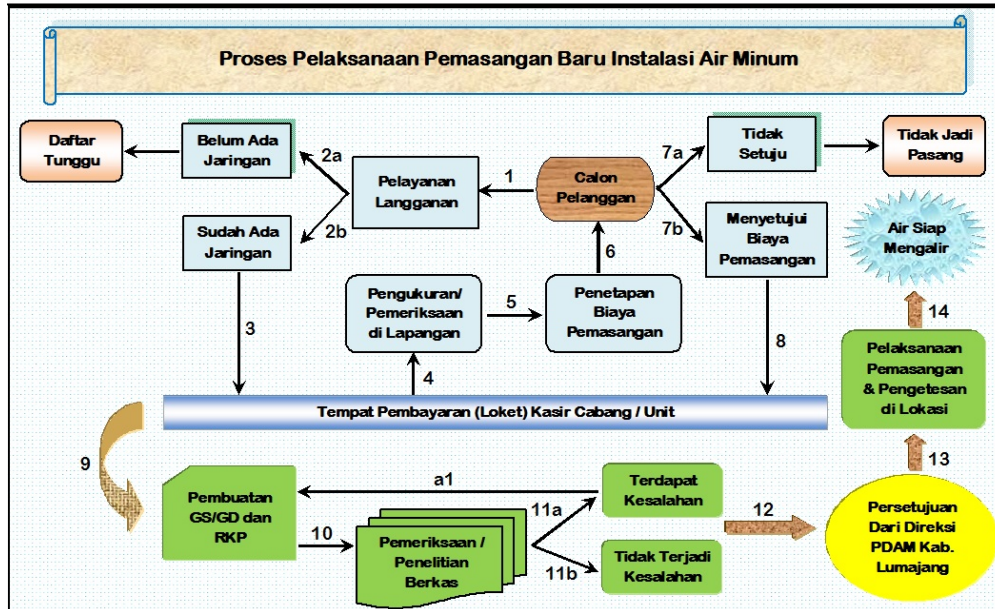 Proses Pelaksanaan Pemasangan Baru Instalasi Air Minum
Daftar
Tunggu
Belum Ada
Jaringan
2a
Pelayanan
Langganan
1
Calon
Pelanggan
7a
Tidak
Setuju
Tidak Jadi
Pasang
Sudah Ada
Jaringan
2b
7b
Menyetujui
Biaya
Pemasangan
Air Siap
Mengalir
3
Pengukuran/
Pemeriksaan
di Lapangan
5
Penetapan
Biaya
Pemasangan
6
8
14
4
Pelaksanaan
Pemasangan
& Pengetesan
di Lokasi
Tempat Pembayaran (Loket) Kasir Cabang / Unit
9
Pembuatan
GS/GD dan
RKP
a1
10
Pemeriksaan /
Penelitian
Berkas
11a
Terdapat
Kesalahan
11b
Tidak Terjadi
Kesalahan
12
13
Persetujuan
Dari Direksi
PDAM Kab.
Lumajang